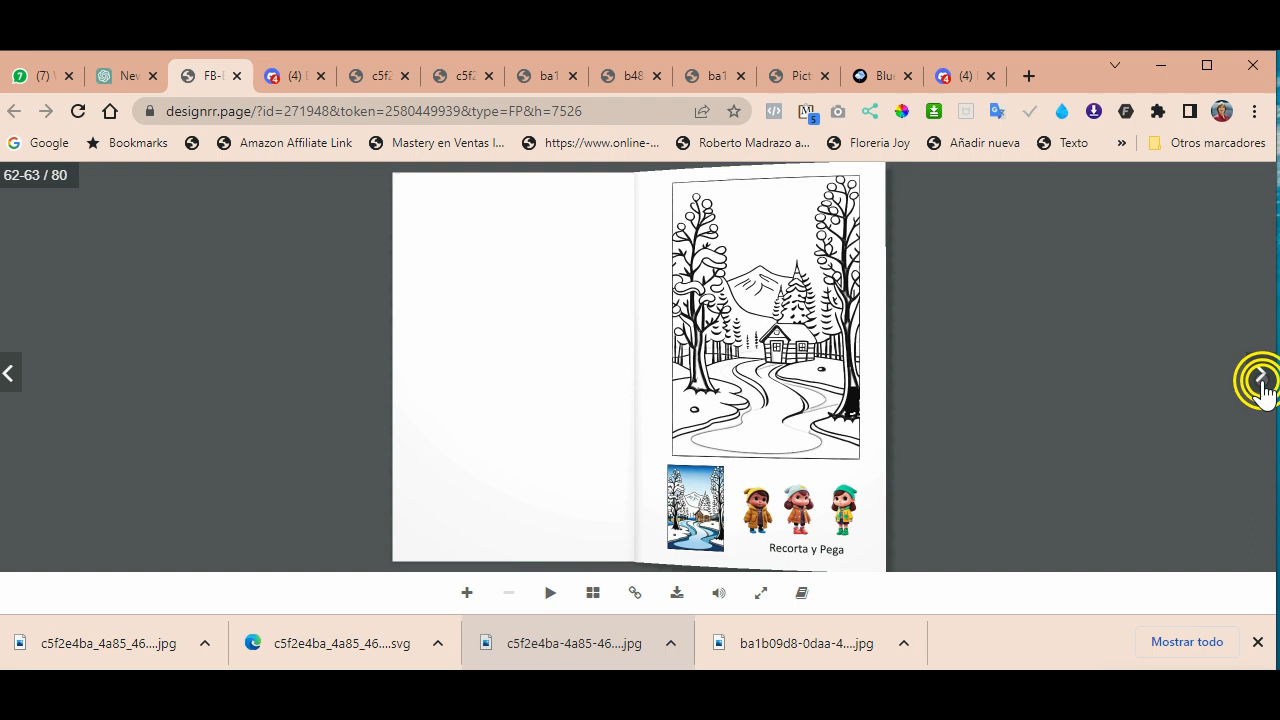 (7)
New
FB-
(4)
c5f2
c5f2
ba1
b48
ba1
Pict
Blu
(4)
designrr.page/?id=271948&token=2580449939&type=FP&h=7526
5
Google
Bookmarks
Amazon Affiliate Link
Mastery en Ventas I...
https://www.online-...
Roberto Madrazo a...
Floreria Joy
Añadir nueva
Texto
»
Otros marcadores
62-63 / 80
Recorta y Pega
c5f2e4ba_4a85_46....jpg
c5f2e4ba_4a85_46....svg
c5f2e4ba-4a85-46....jpg
ba1b09d8-0daa-4....jpg
Mostrar todo